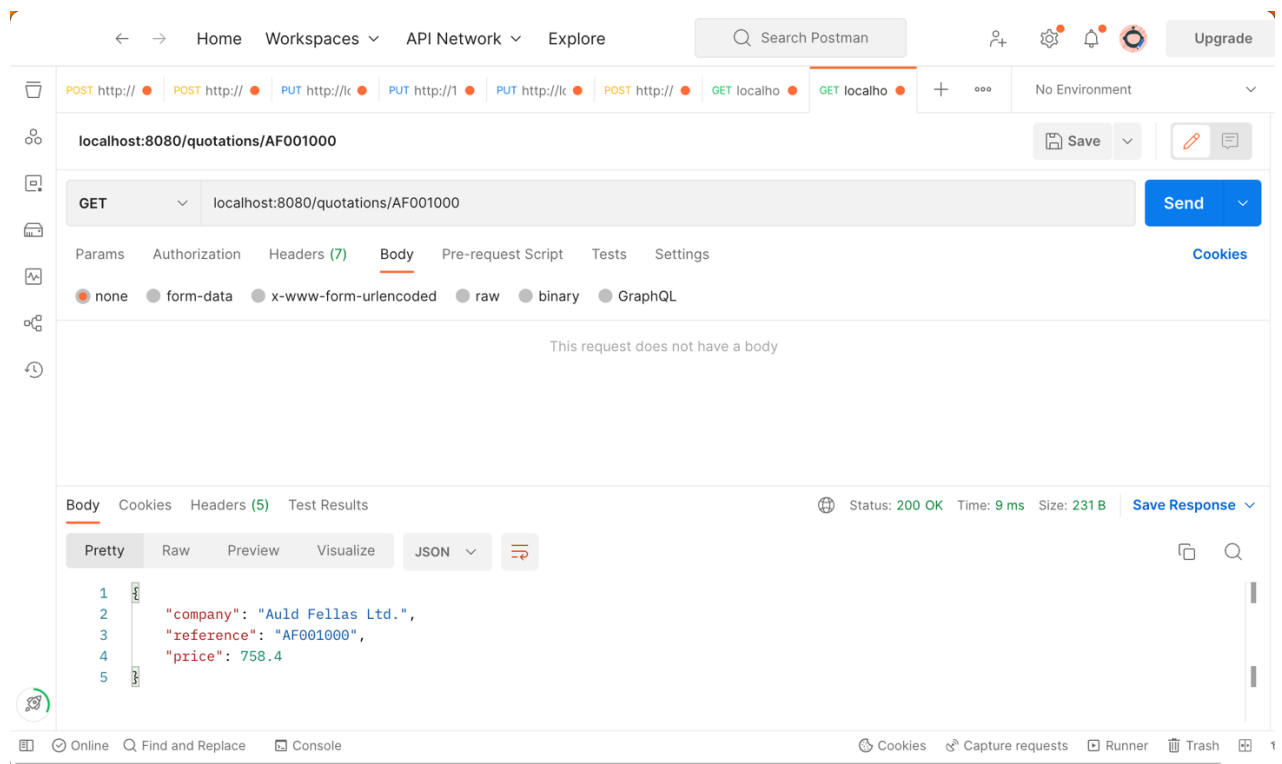 Home Workspaces API Network Explore Search Postman Upgrade
POST http:// POST http:// PUT http://lc PUT http://1 PUT http://lc POST http:// GET localho GET localho No Environment
localhost:8080/quotations/AF001000 Save
GET localhost:8080/quotations/AF001000 Send
Params Authorization Headers (7) Body Pre-request Script Tests Settings Cookies
none form-data x-www-form-urlencoded raw binary GraphQL
This request does not have a body
Body Cookies Headers (5) Test Results Status: 200 OK Time: 9 ms Size: 231 B Save Response
Pretty Raw Preview Visualize JSON
1 {
2 "company": "Auld Fellas Ltd.",
3 "reference": "AF001000",
4 "price": 758.4
5 }
Online Find and Replace Console Cookies Capture requests Runner Trash